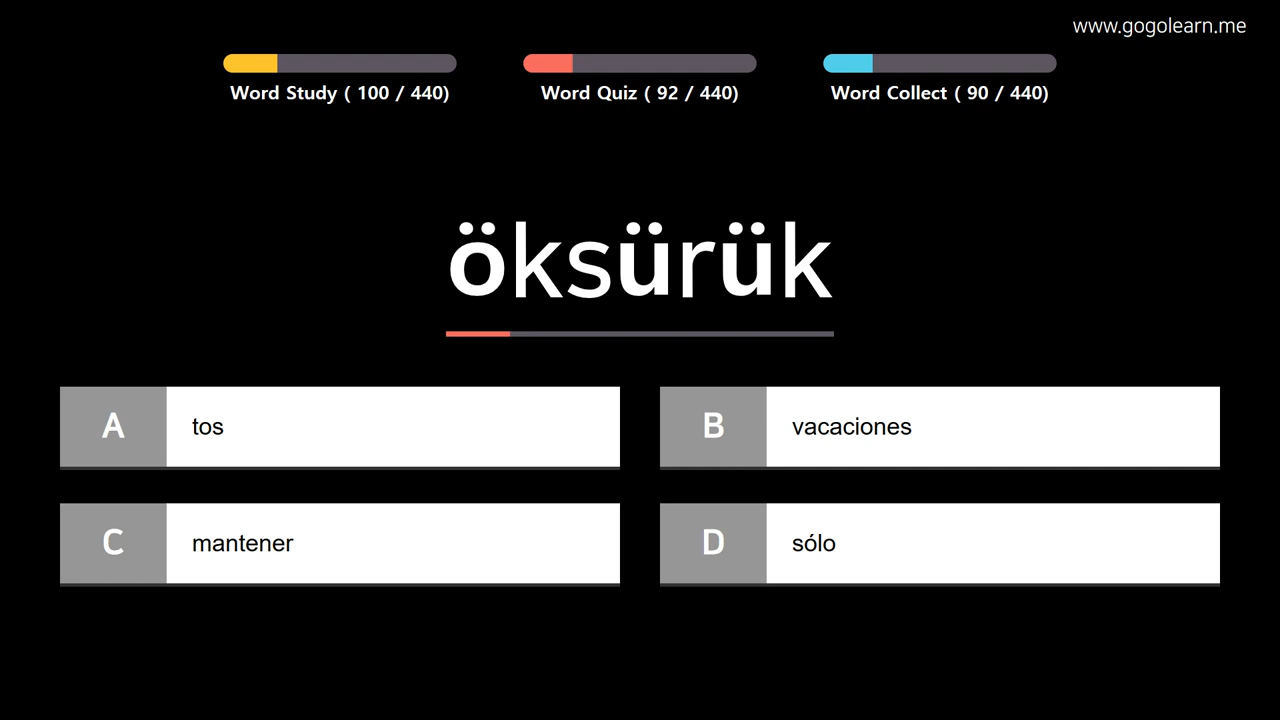 www.gogolearn.me
Word Study ( 100 / 440)
Word Quiz ( 92 / 440)
Word Collect ( 90 / 440)
öksürük
A tos
B vacaciones
C mantener
D sólo